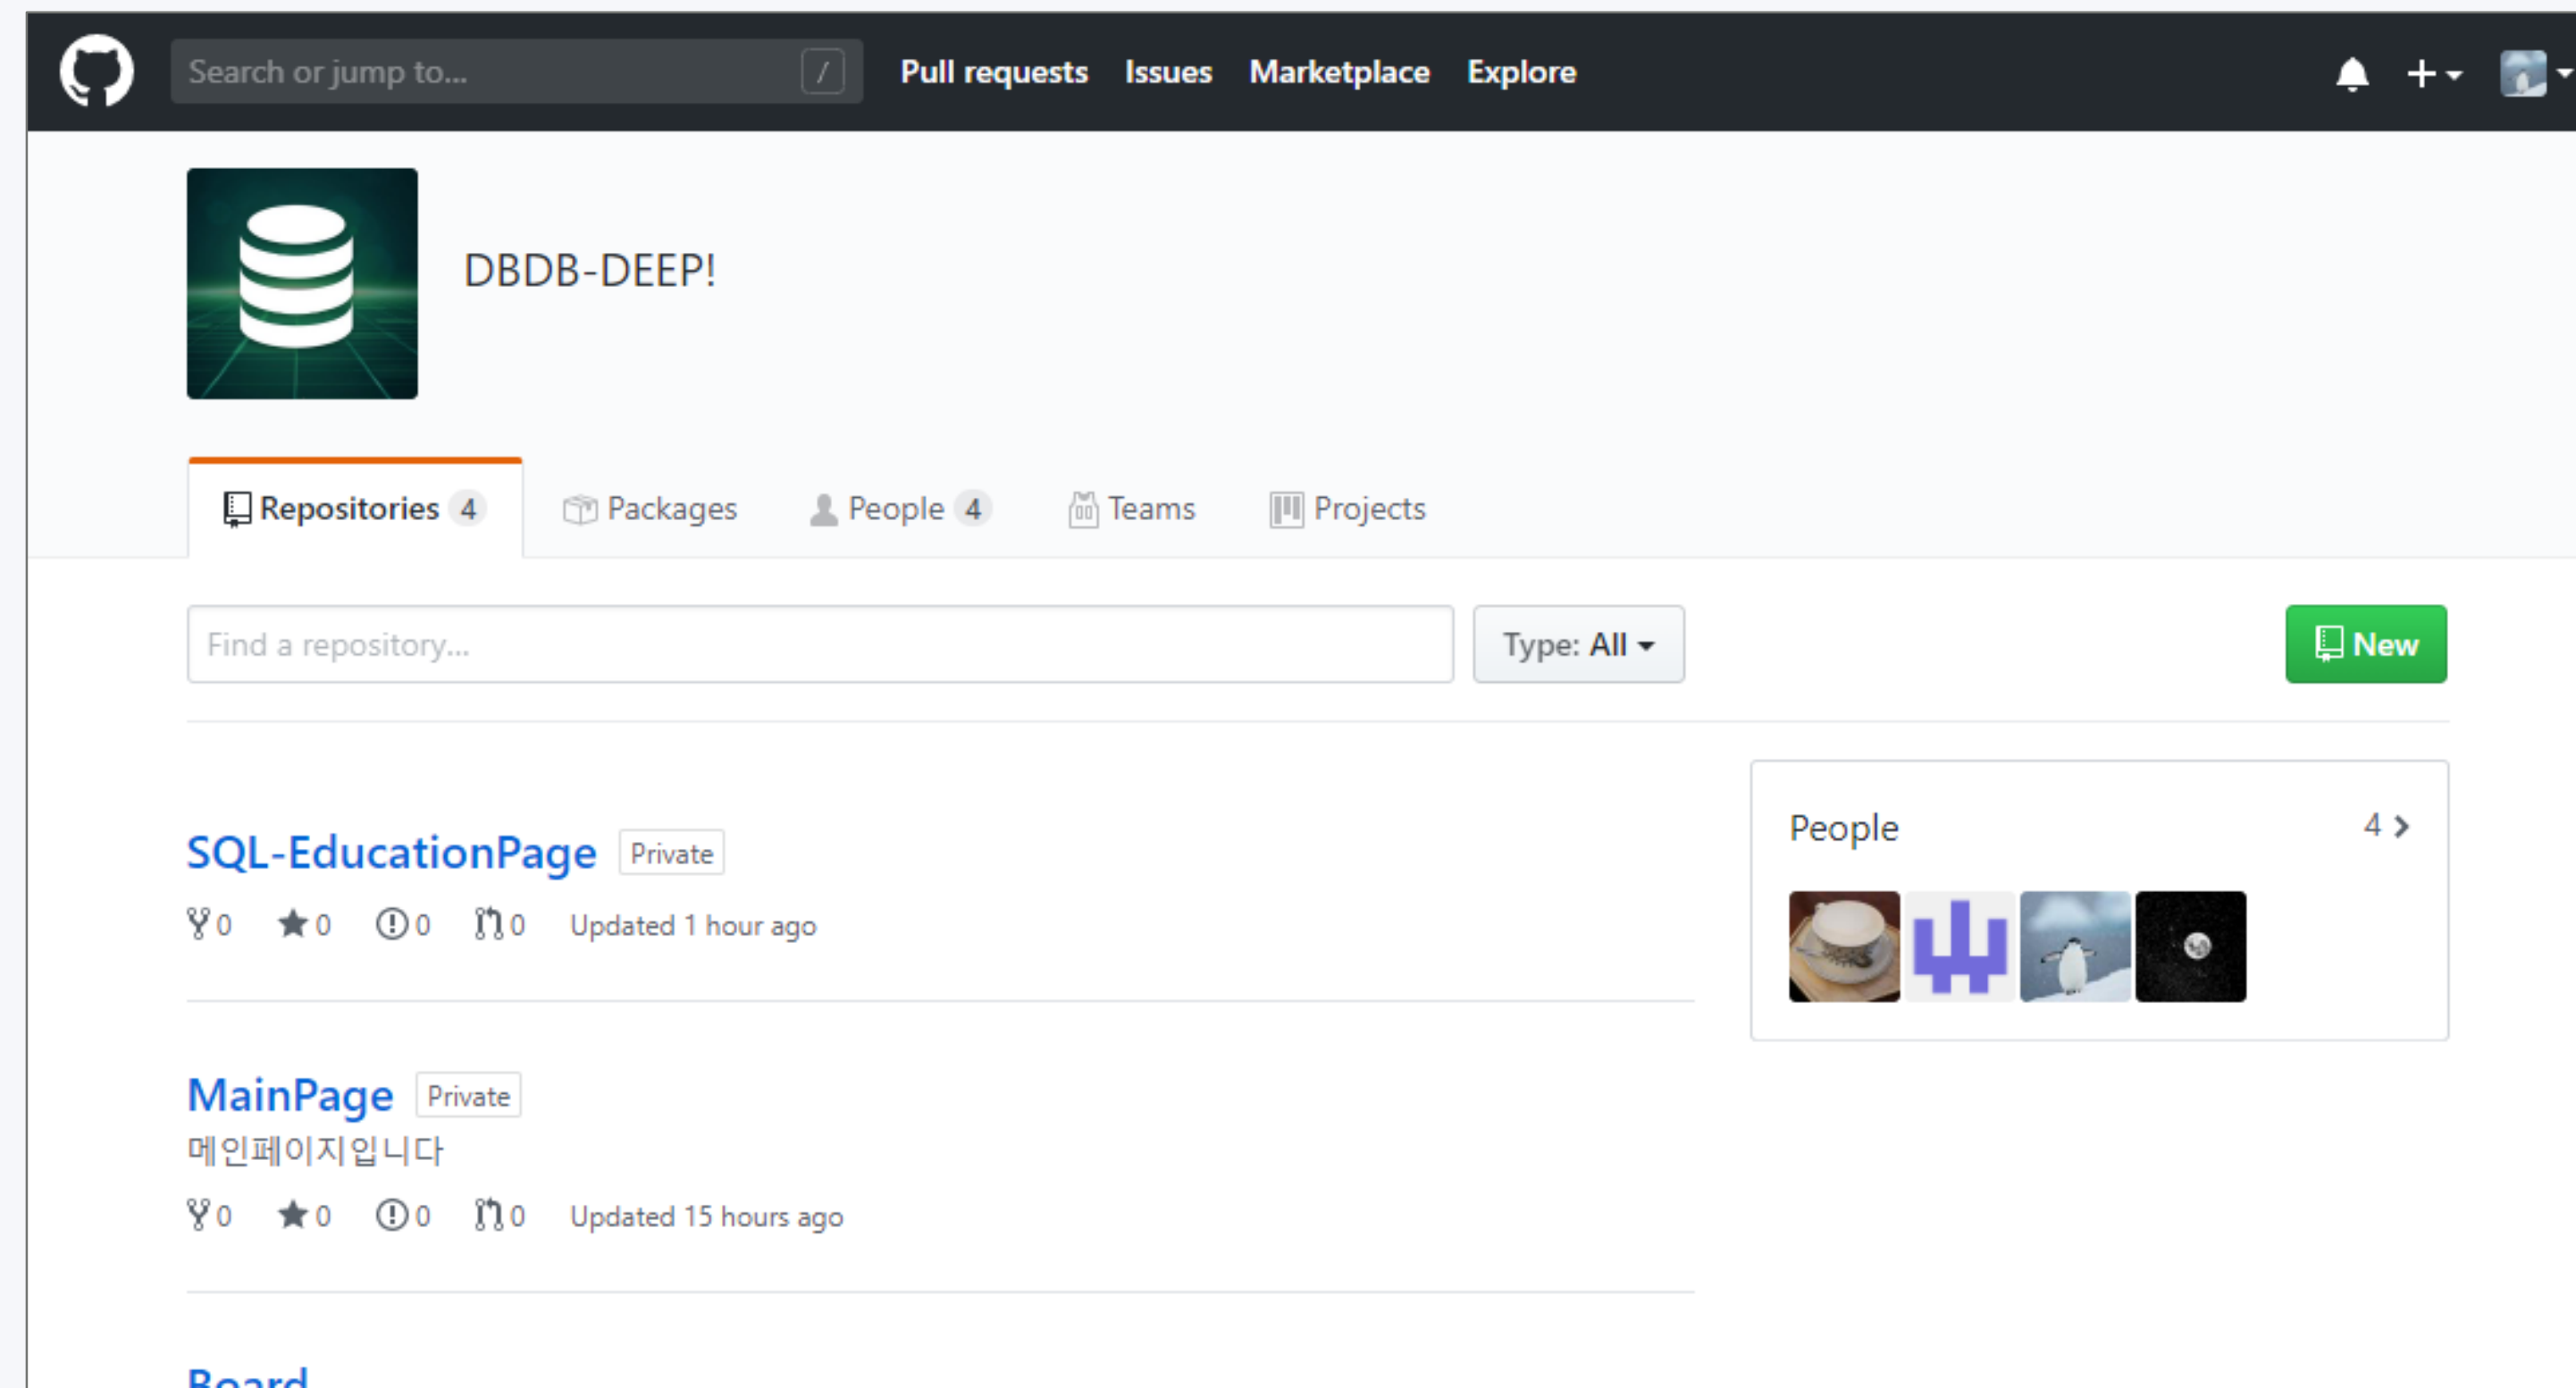 Search or jump to... / Pull requests Issues Marketplace Explore
DBDB-DEEP!
Repositories 4 Packages People 4 Teams Projects
Find a repository... Type: All New
SQL-EducationPage Private
0 0 0 0 Updated 1 hour ago
People 4
MainPage Private
메인페이지입니다
0 0 0 0 Updated 15 hours ago
Board